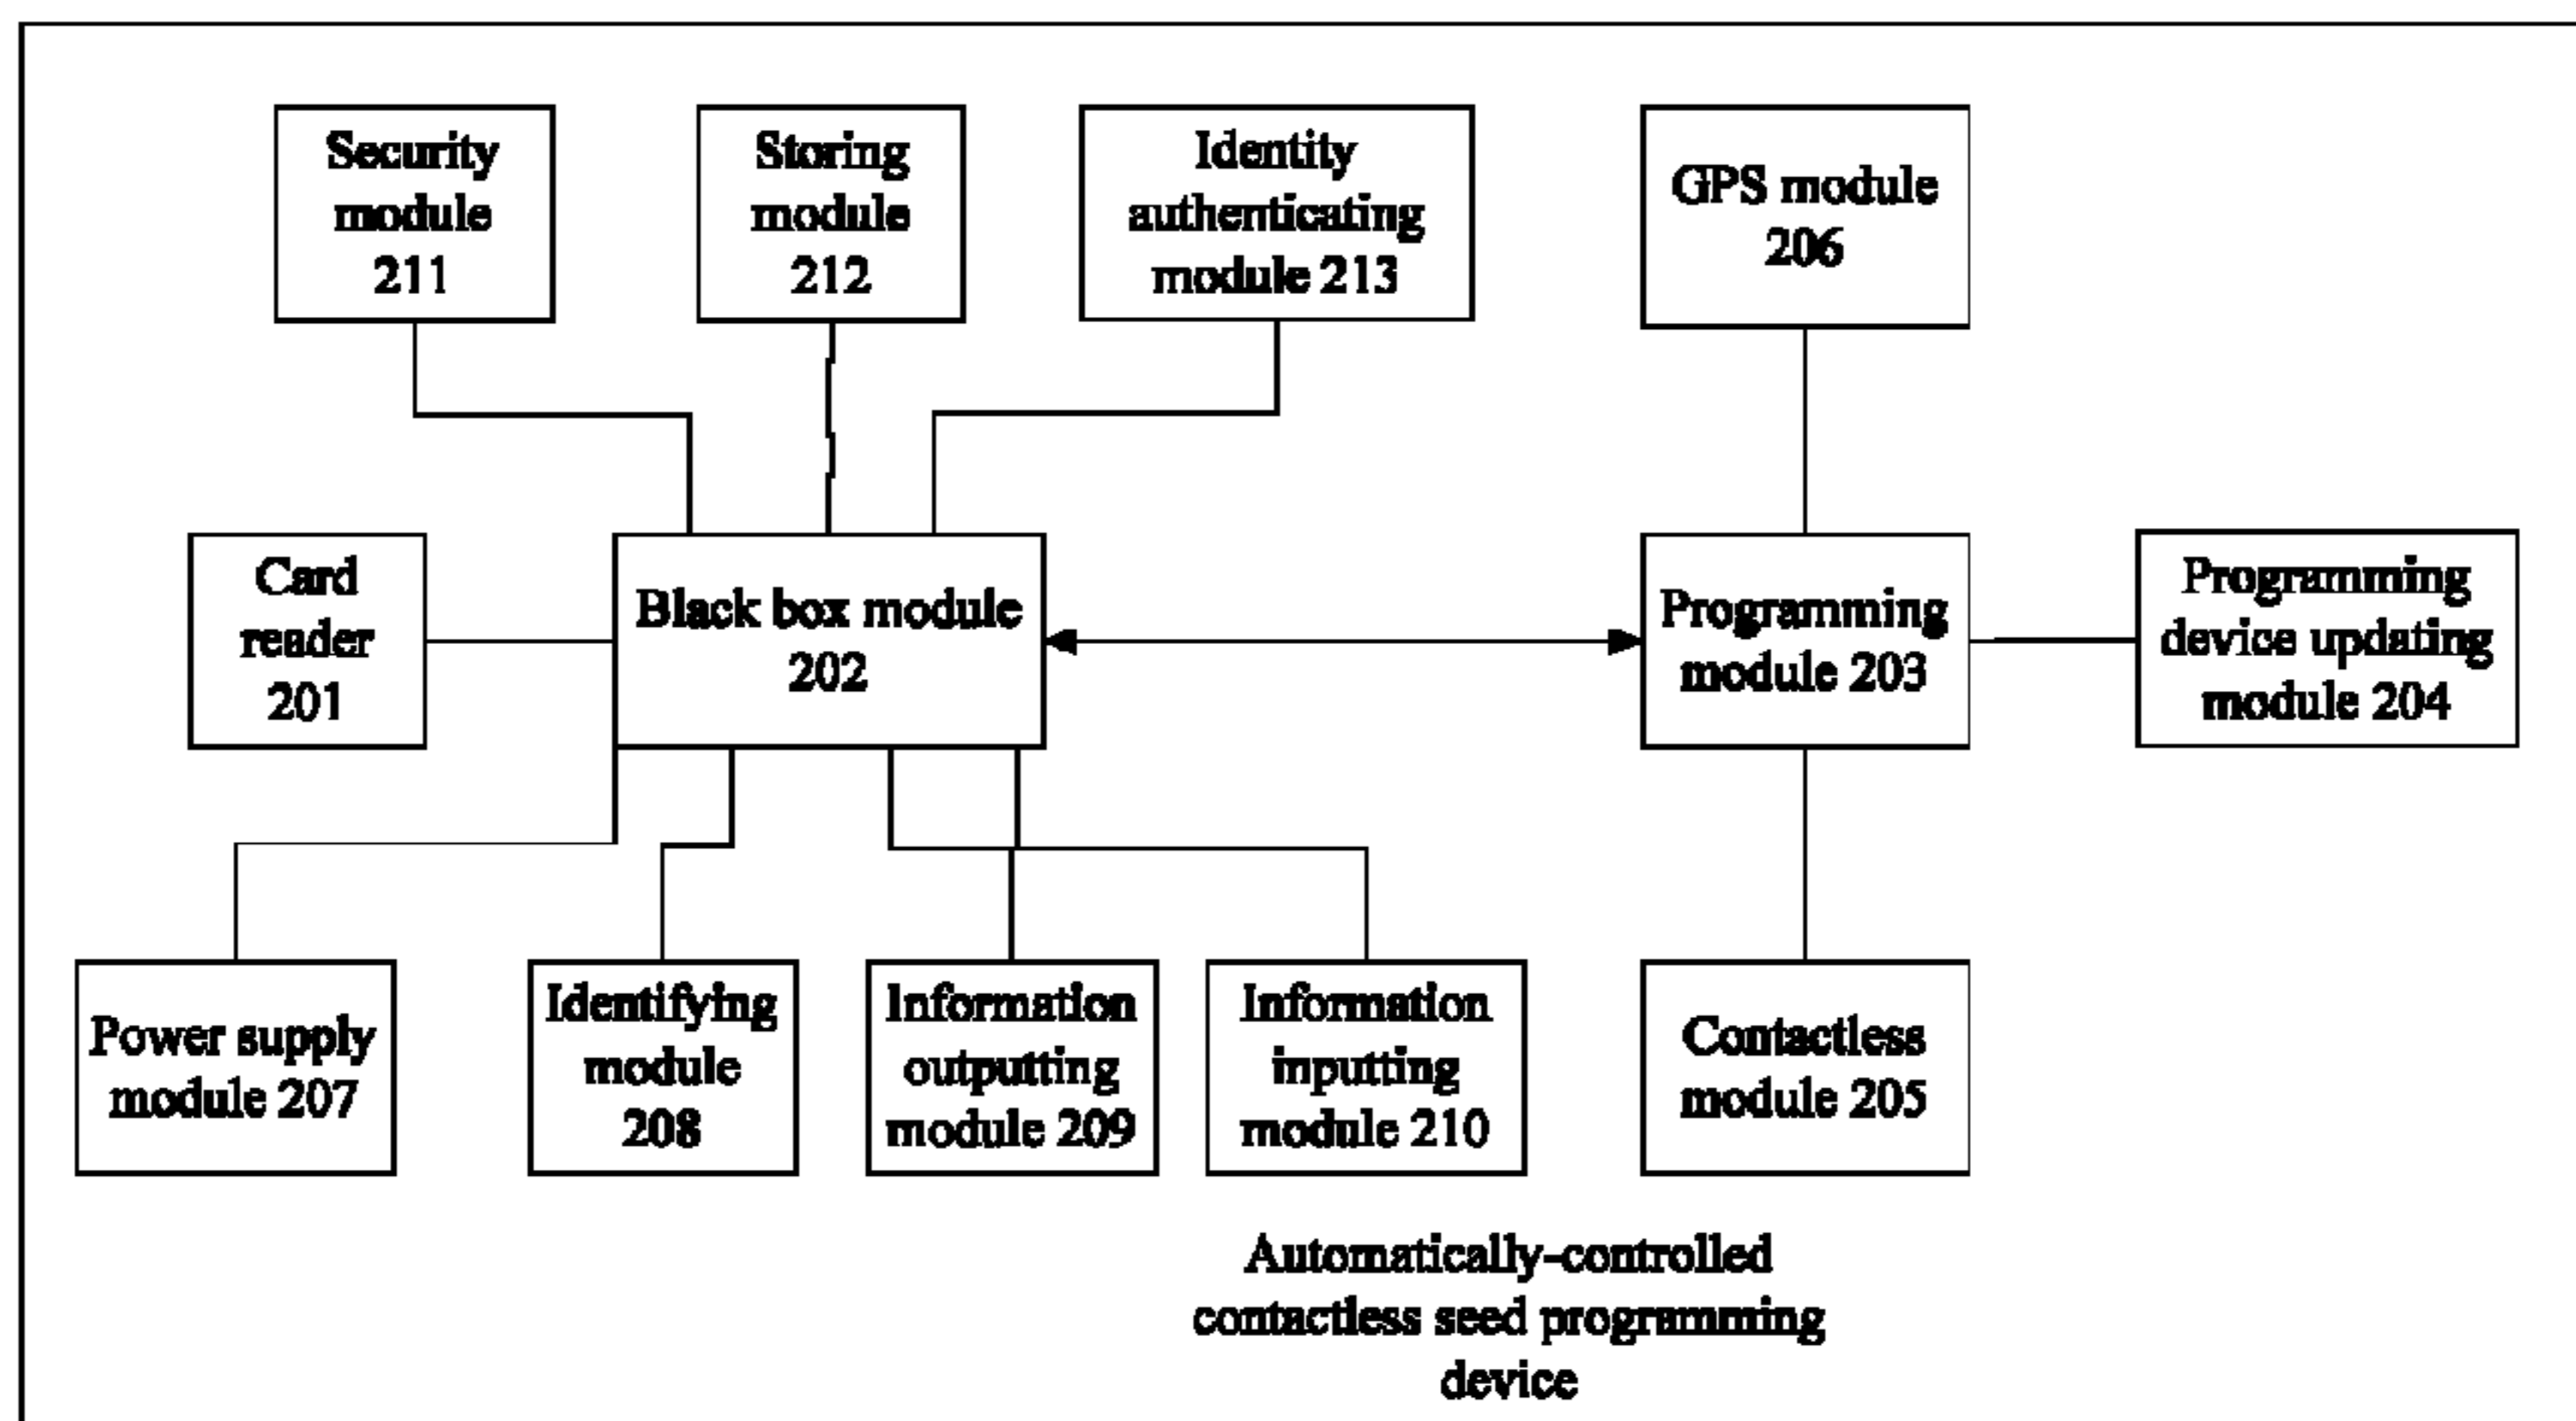 Security
module
211
Storing
module
212
Identity
authenticating
module 213
GPS module
206
Card
reader
201
Black box module
202
Programming
module 203
Programming
device updating
module 204
Power supply
module 207
Identifying
module
208
Information
outputting
module 209
Information
inputting
module 210
Contactless
module 205
Automatically-controlled
contactless seed programming
device